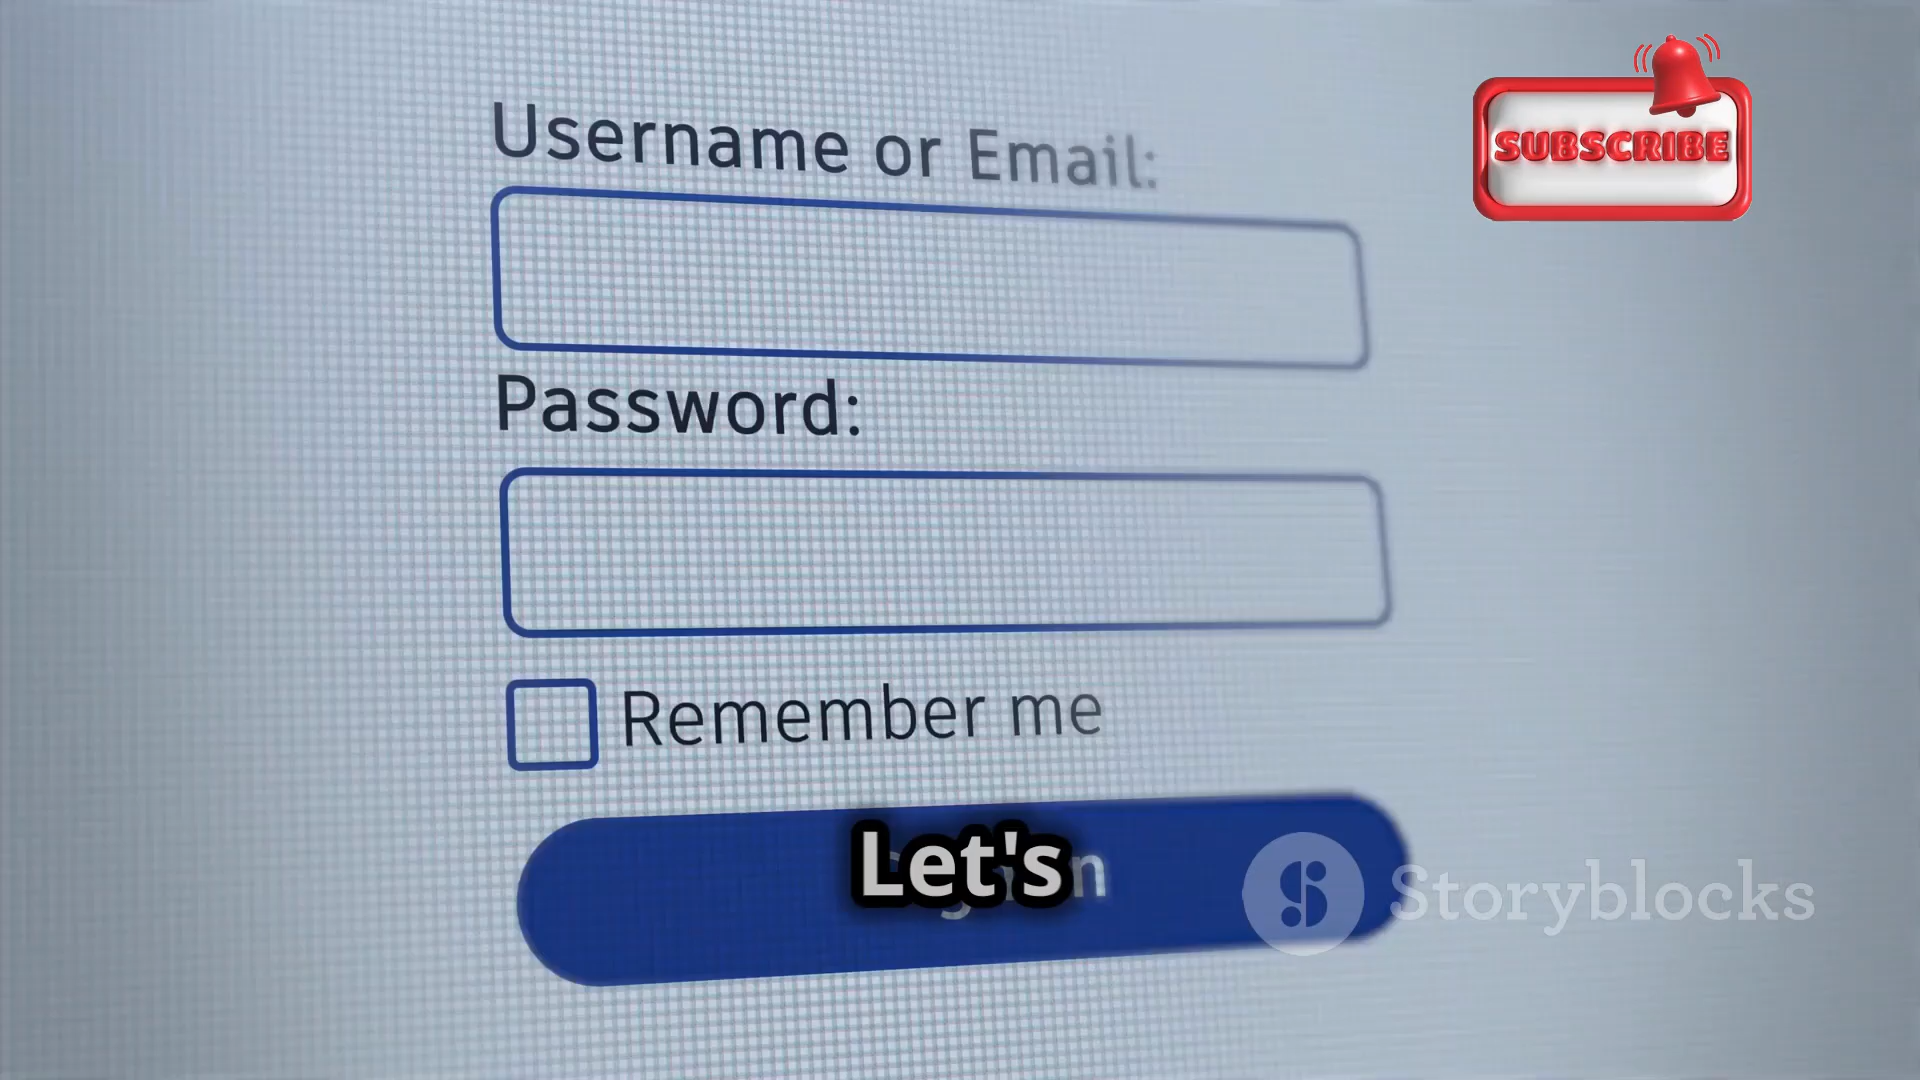 Username or Email:
SUBSCRIBE
Password:
Remember me
Let's
Storyblocks